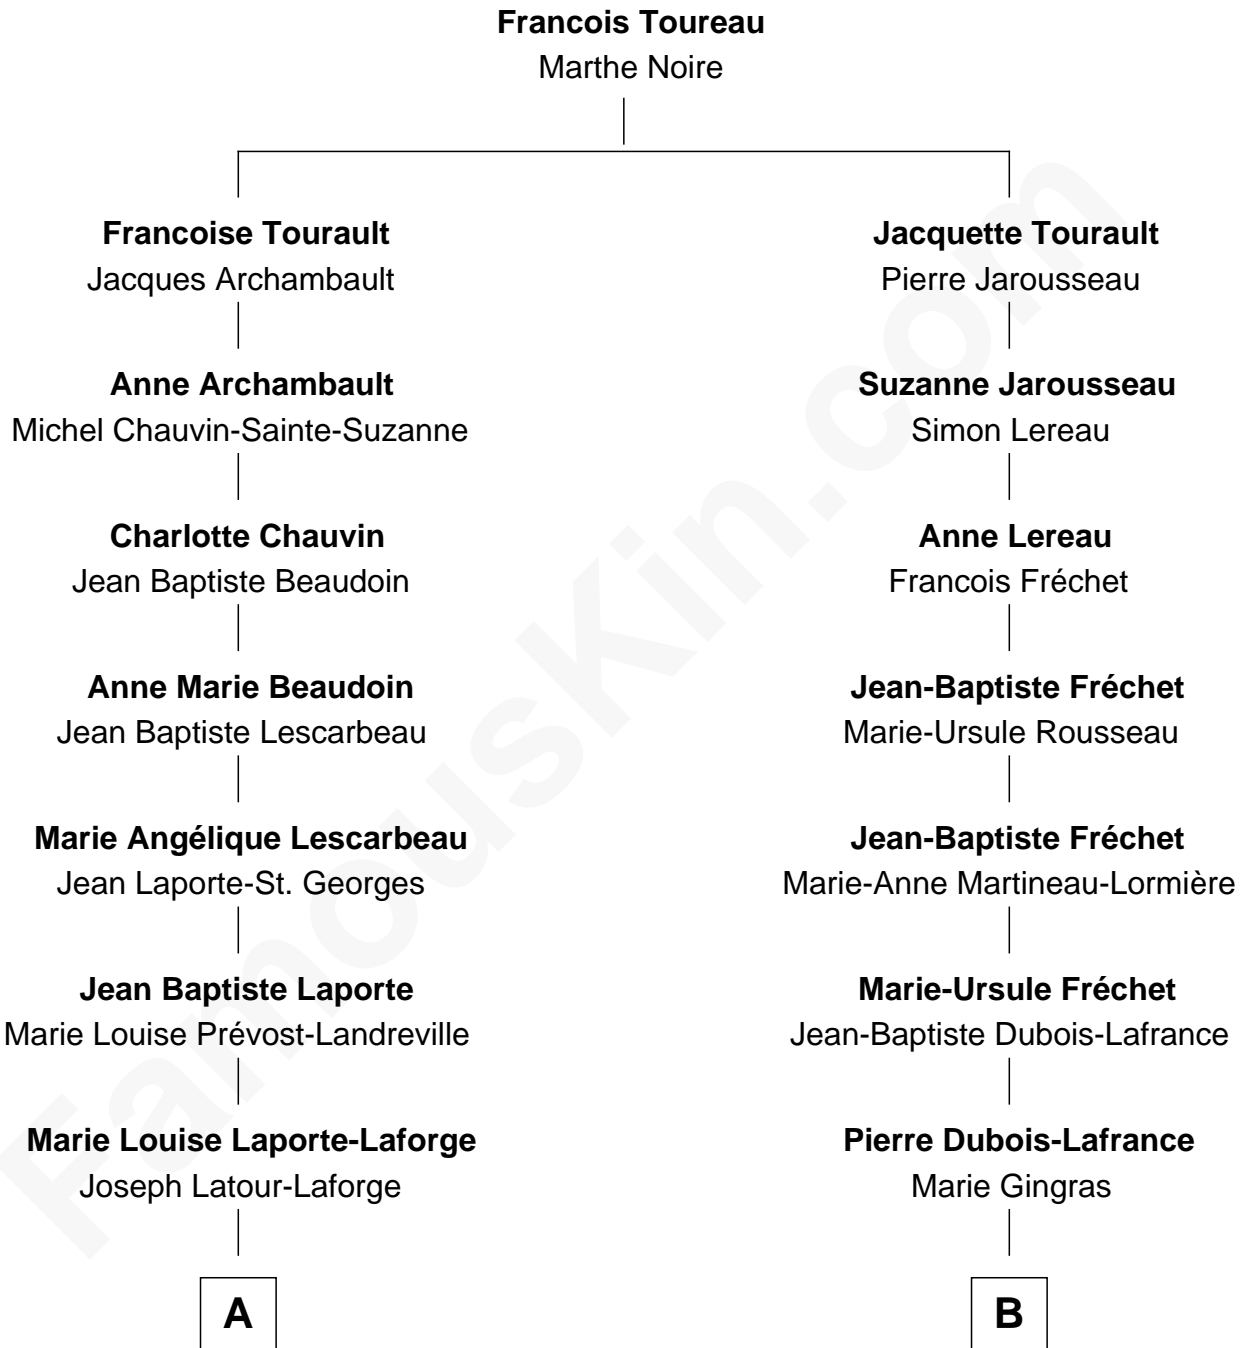 Francois Toureau
Marthe Noire
Francoise Tourault
Jacques Archambault
Jacquette Tourault
Pierre Jarousseau
Anne Archambault
Michel Chauvin-Sainte-Suzanne
Suzanne Jarousseau
Simon Lereau
Charlotte Chauvin
Jean Baptiste Beaudoin
Anne Lereau
Francois Fréchet
Anne Marie Beaudoin
Jean Baptiste Lescarbeau
Jean-Baptiste Fréchet
Marie-Ursule Rousseau
Marie Angélique Lescarbeau
Jean Laporte-St. Georges
Jean-Baptiste Fréchet
Marie-Anne Martineau-Lormière
Jean Baptiste Laporte
Marie Louise Prévost-Landreville
Marie-Ursule Fréchet
Jean-Baptiste Dubois-Lafrance
Marie Louise Laporte-Laforge
Joseph Latour-Laforge
Pierre Dubois-Lafrance
Marie Gingras
A
B
FamousKin.com